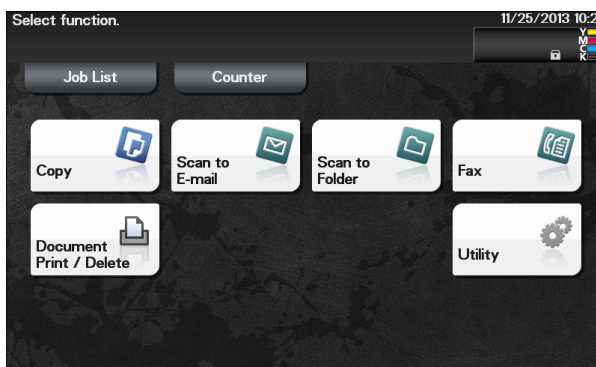 Select function.
11/25/2013 10:2
Y
M
C
K
Job List
Counter
Copy
Scan to
E-mail
Scan to
Folder
Fax
Document
Print / Delete
Utility